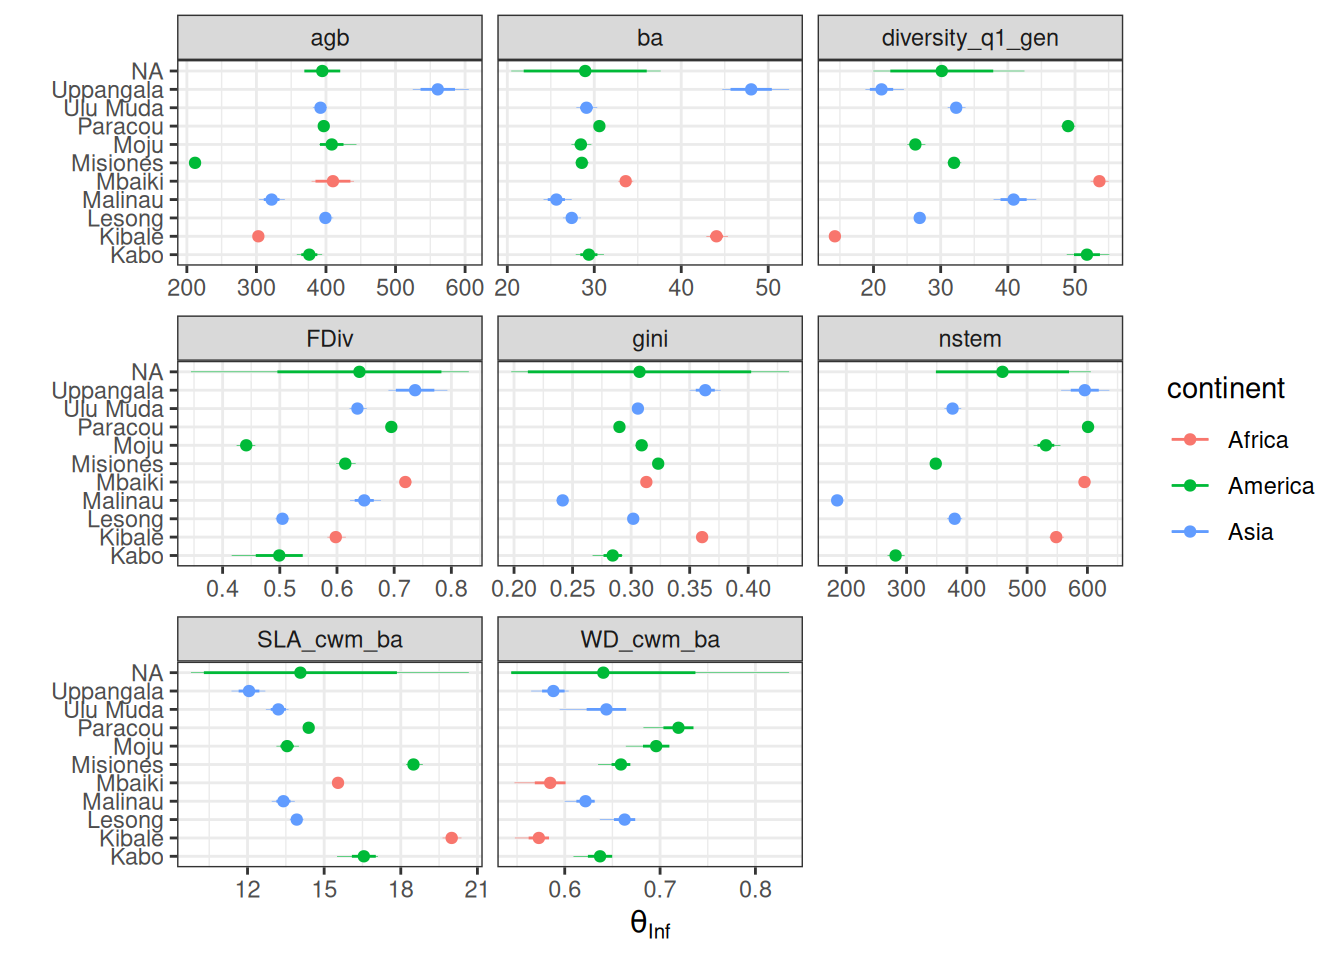 agb ba diversity_q1_gen
NA
Uppangala
Ulu Muda
Paracou
Moju
Misiones
Mbaiki
Malinau
Lesong
Kibale
Kabo
200 300 400 500 600 20 30 40 50 20 30 40 50
FDiv gini nstem
NA
Uppangala
Ulu Muda
Paracou
Moju
Misiones
Mbaiki
Malinau
Lesong
Kibale
Kabo
0.4 0.5 0.6 0.7 0.8 0.20 0.25 0.30 0.35 0.40 200 300 400 500 600
SLA_cwm_ba WD_cwm_ba
NA
Uppangala
Ulu Muda
Paracou
Moju
Misiones
Mbaiki
Malinau
Lesong
Kibale
Kabo
12 15 18 21 0.6 0.7 0.8
θInf
continent
Africa
America
Asia